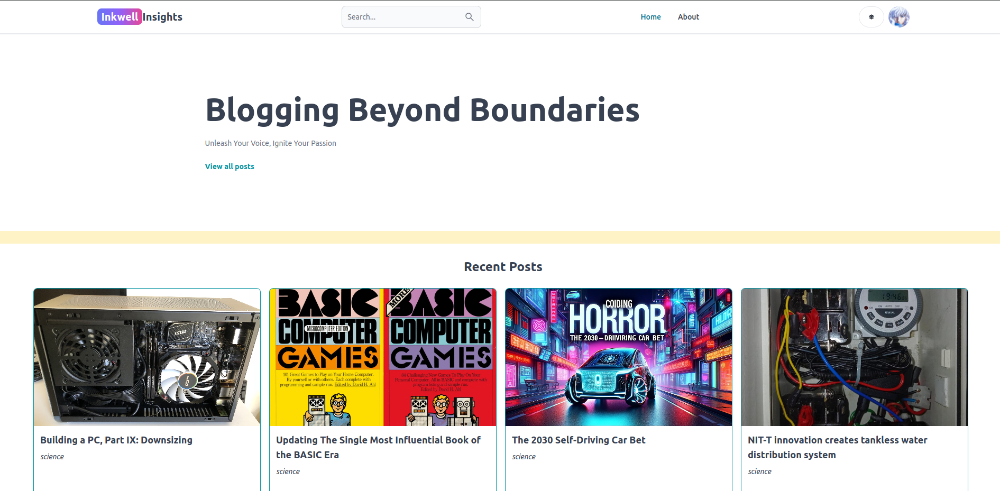 Inkwell Insights
Search...
Home
About
Blogging Beyond Boundaries
Unleash Your Voice, Ignite Your Passion
View all posts
Recent Posts
BASIC
COMPUTER
MICROCOMPUTER EDITION
GAMES
101 Great Games to Play on Your Home Computer.
By yourself or with others. Each complete with
programming and sample run. Edited by David H. Ahl
MORE
BASIC
COMPUTER
GAMES
84 Challenging New Games To Play On Your
Personal Computer. All in BASIC and complete with
program listing and sample run.
Edited by David H. Ahl
COIDING
HORROR
THE 2030 – DRIIVIRING CAR BET
19:46
ON AUTO OFF
MANUAL
Building a PC, Part IX: Downsizing
science
Updating The Single Most Influential Book of
the BASIC Era
science
The 2030 Self-Driving Car Bet
science
NIT-T innovation creates tankless water
distribution system
science